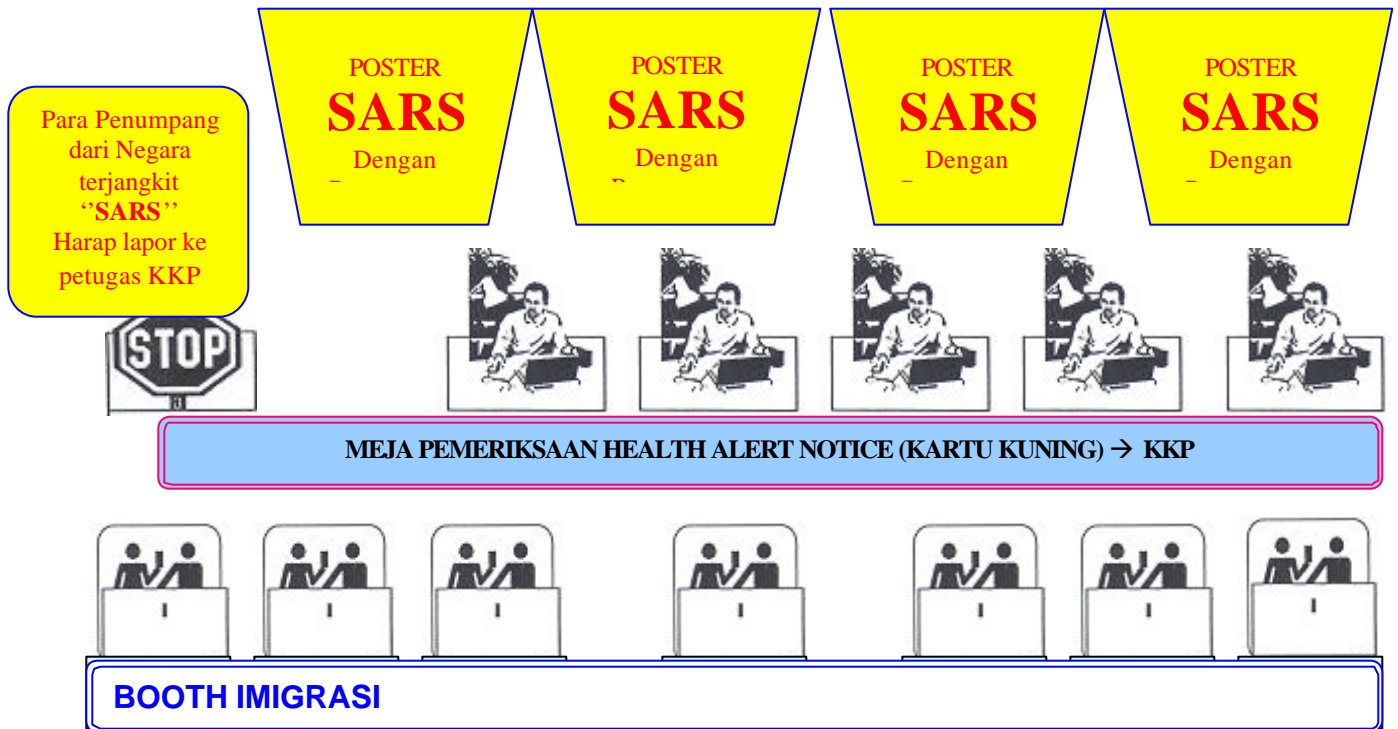 Para Penumpang
dari Negara
terjangkit
‘’SARS’’
Harap lapor ke
petugas KKP
POSTER
SARS
Dengan
POSTER
SARS
Dengan
POSTER
SARS
Dengan
POSTER
SARS
Dengan
STOP
MEJA PEMERIKSAAN HEALTH ALERT NOTICE (KARTU KUNING) → KKP
I
I
I
I
I
I
I
BOOTH IMIGRASI